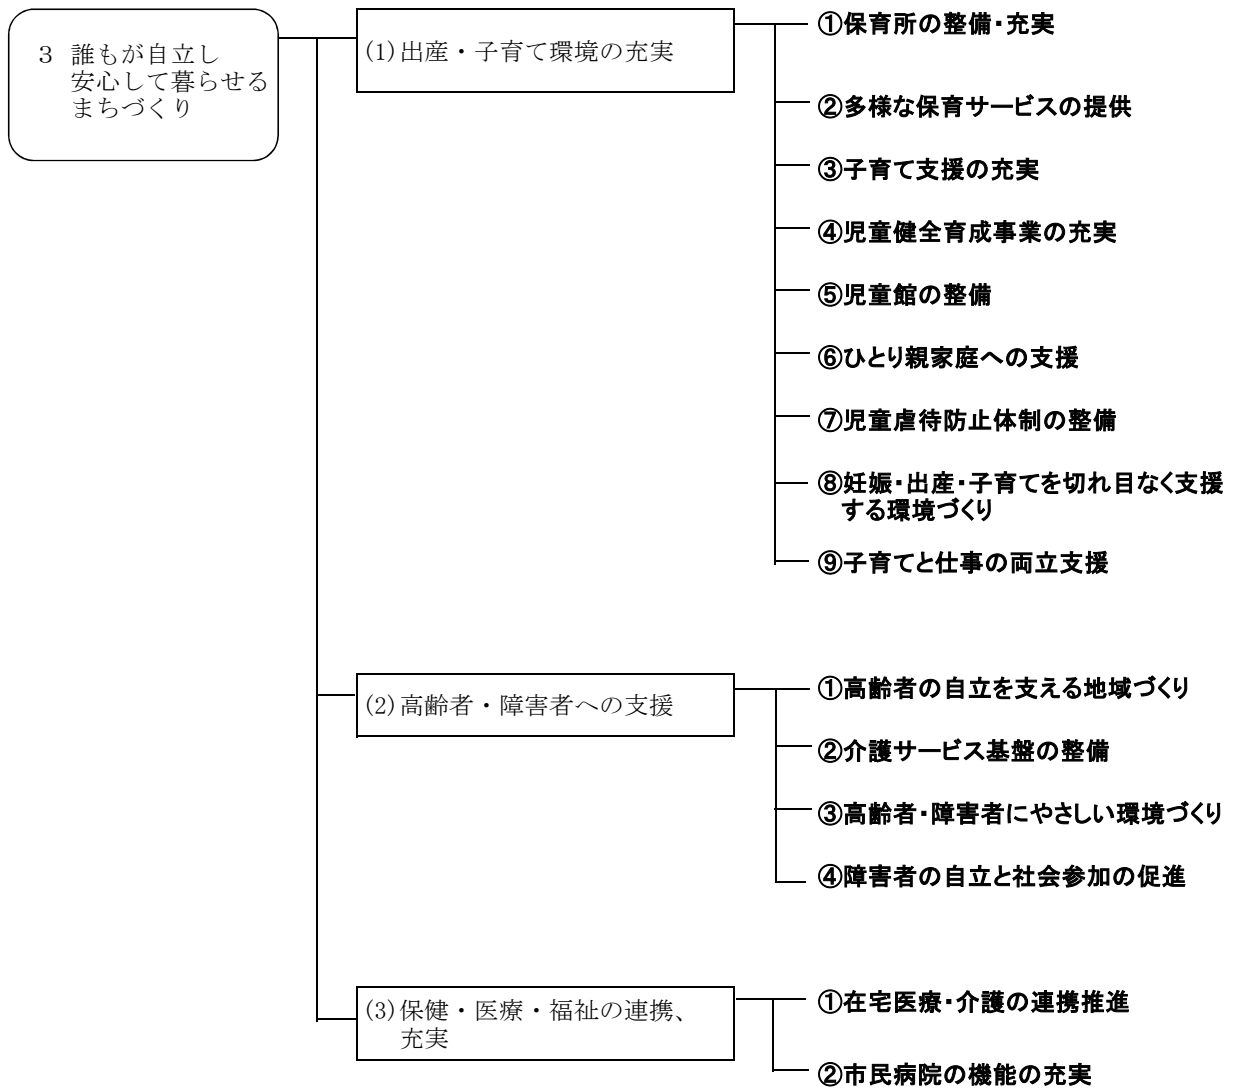 ３ 誰もが自立し
安心して暮らせる
まちづくり
(1)出産・子育て環境の充実
①保育所の整備・充実
②多様な保育サービスの提供
③子育て支援の充実
④児童健全育成事業の充実
⑤児童館の整備
⑥ひとり親家庭への支援
⑦児童虐待防止体制の整備
⑧妊娠・出産・子育てを切れ目なく支援
する環境づくり
⑨子育てと仕事の両立支援
(2)高齢者・障害者への支援
①高齢者の自立を支える地域づくり
②介護サービス基盤の整備
③高齢者・障害者にやさしい環境づくり
④障害者の自立と社会参加の促進
(3)保健・医療・福祉の連携、
充実
①在宅医療・介護の連携推進
②市民病院の機能の充実